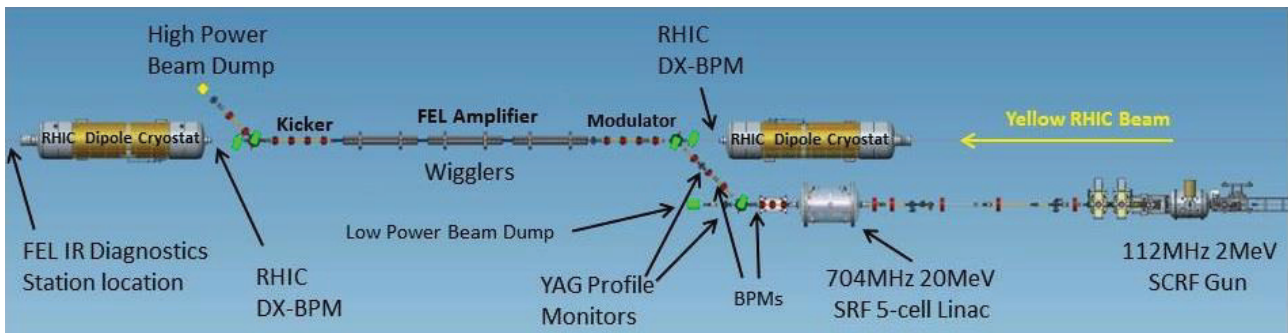 High Power
Beam Dump
RHIC
DX-BPM
Kicker
FEL Amplifier
Modulator
Yellow RHIC Beam
RHIC Dipole Cryostat
RHIC Dipole Cryostat
Wigglers
Low Power Beam Dump
FEL IR Diagnostics
Station location
RHIC
DX-BPM
YAG Profile
Monitors
BPMs
704MHz 20MeV
SRF 5-cell Linac
112MHz 2MeV
SCRF Gun